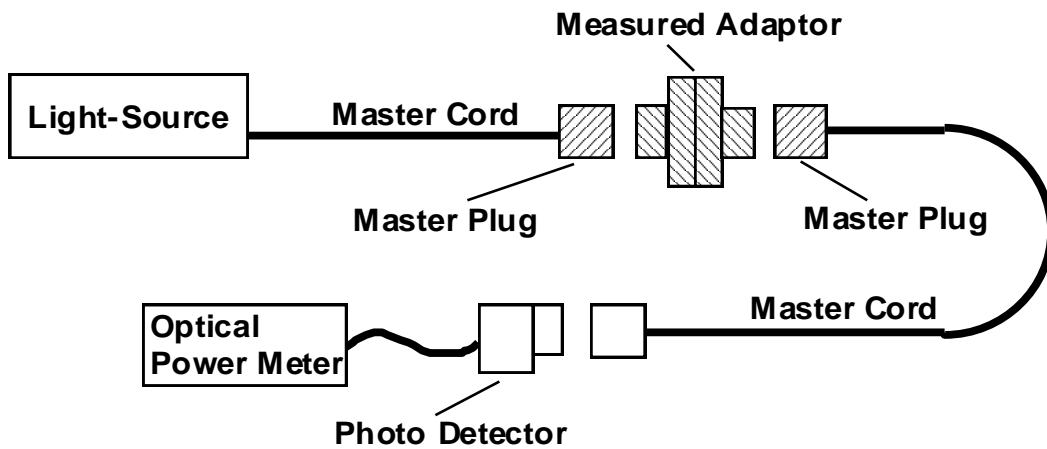 Measured Adaptor
Light-Source
Master Cord
Master Plug
Master Plug
Master Cord
Optical
Power Meter
Photo Detector